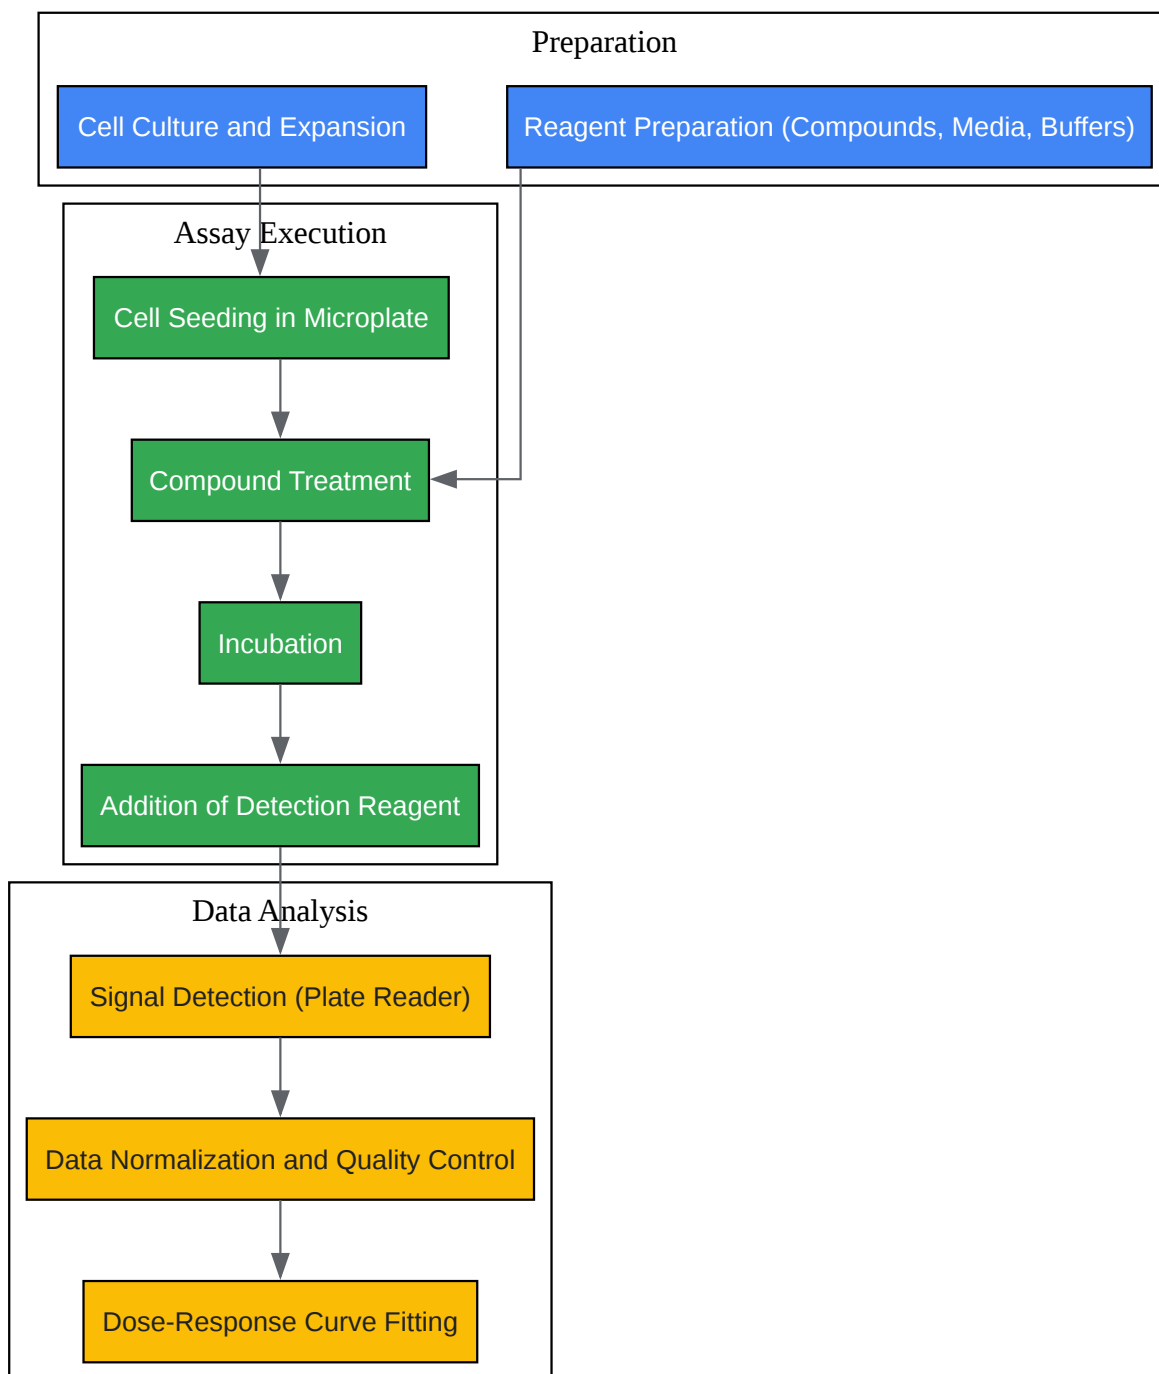 Preparation
Cell Culture and Expansion
Reagent Preparation (Compounds, Media, Buffers)
Assay Execution
Cell Seeding in Microplate
Compound Treatment
Incubation
Addition of Detection Reagent
Data Analysis
Signal Detection (Plate Reader)
Data Normalization and Quality Control
Dose-Response Curve Fitting